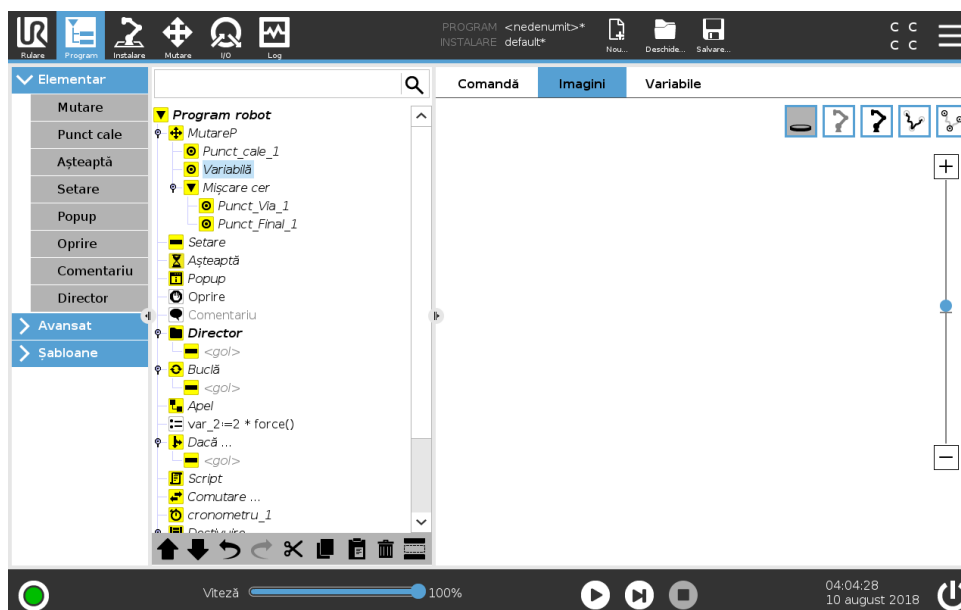 UR
PROGRAM <nedenumit>*
INSTALARE default*
C C
C C
Rulare Program Instalare Mutare I/O Log Nou... Deschide... Salvare...
Elementar
Mutare
Punct cale
Așteaptă
Setare
Popup
Oprire
Comentariu
Director
Avansat
Șabloane
Program robot
MutareP
Punct_cale_1
Variabilă
Mișcare cer
Punct_Via_1
Punct_Final_1
Setare
Așteaptă
Popup
Oprire
Comentariu
Director
<gol>
Buclă
<gol>
Apel
var_2:=2 * force()
Dacă ...
<gol>
Script
Comutare ...
cronometru_1
Comandă Imagini Variabile
Viteză 100%
04:04:28
10 august 2018